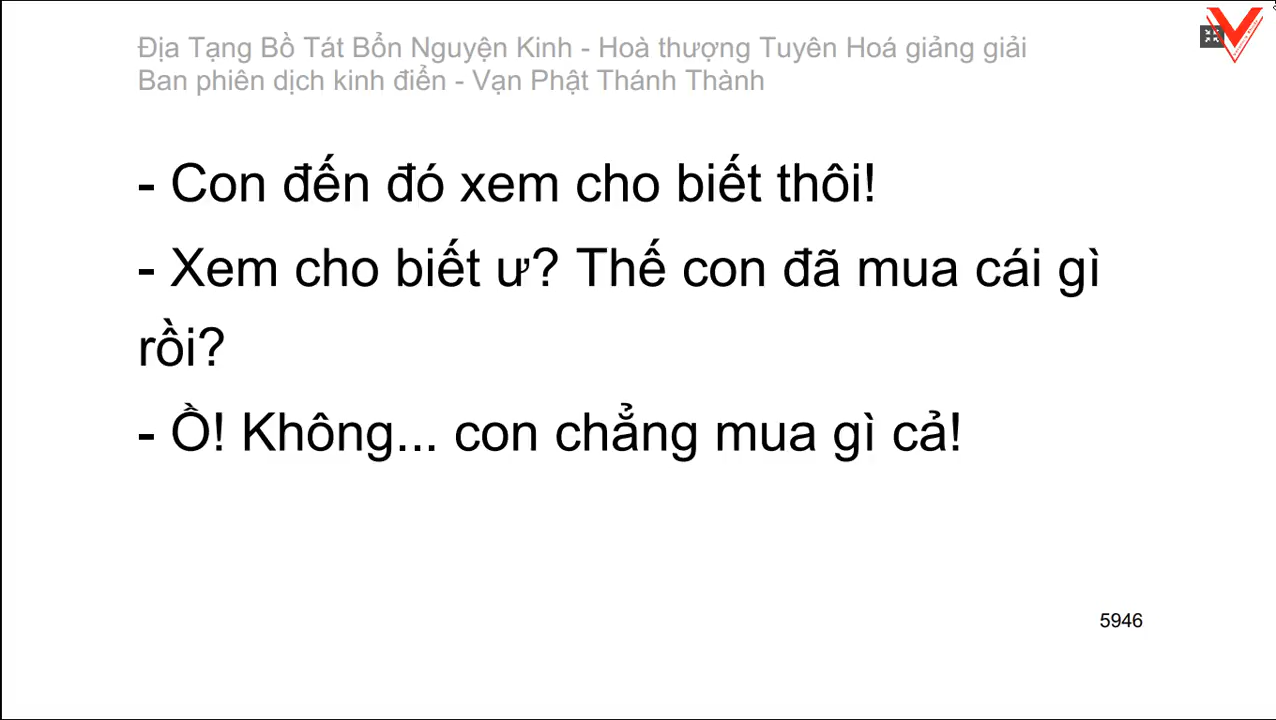 Địa Tạng Bồ Tát Bổn Nguyện Kinh - Hoà thượng Tuyên Hoá giảng giải
Ban phiên dịch kinh điển - Vạn Phật Thánh Thành
- Con đến đó xem cho biết thôi!
- Xem cho biết ư? Thế con đã mua cái gì
rồi?
- Ồ! Không... con chẳng mua gì cả!
5946